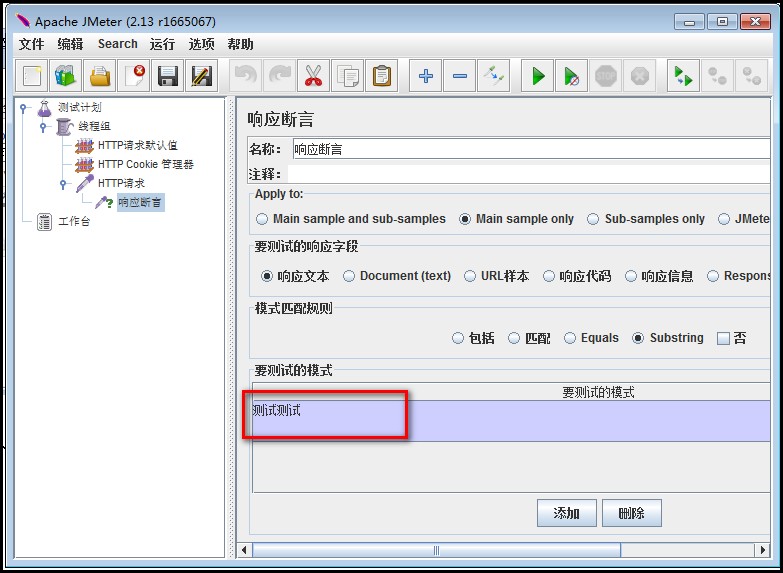 Apache JMeter (2.13 r1665067)
文件 编辑 Search 运行 选项 帮助
STOP
测试计划
线程组
HTTP请求默认值
HTTP Cookie 管理器
HTTP请求
响应断言
工作台
响应断言
名称： 响应断言
注释：
Apply to:
Main sample and sub-samples Main sample only Sub-samples only JMete
要测试的响应字段
响应文本 Document (text) URL样本 响应代码 响应信息 Respons
模式匹配规则
包括 匹配 Equals Substring 否
要测试的模式
要测试的模式
测试测试
添加 删除